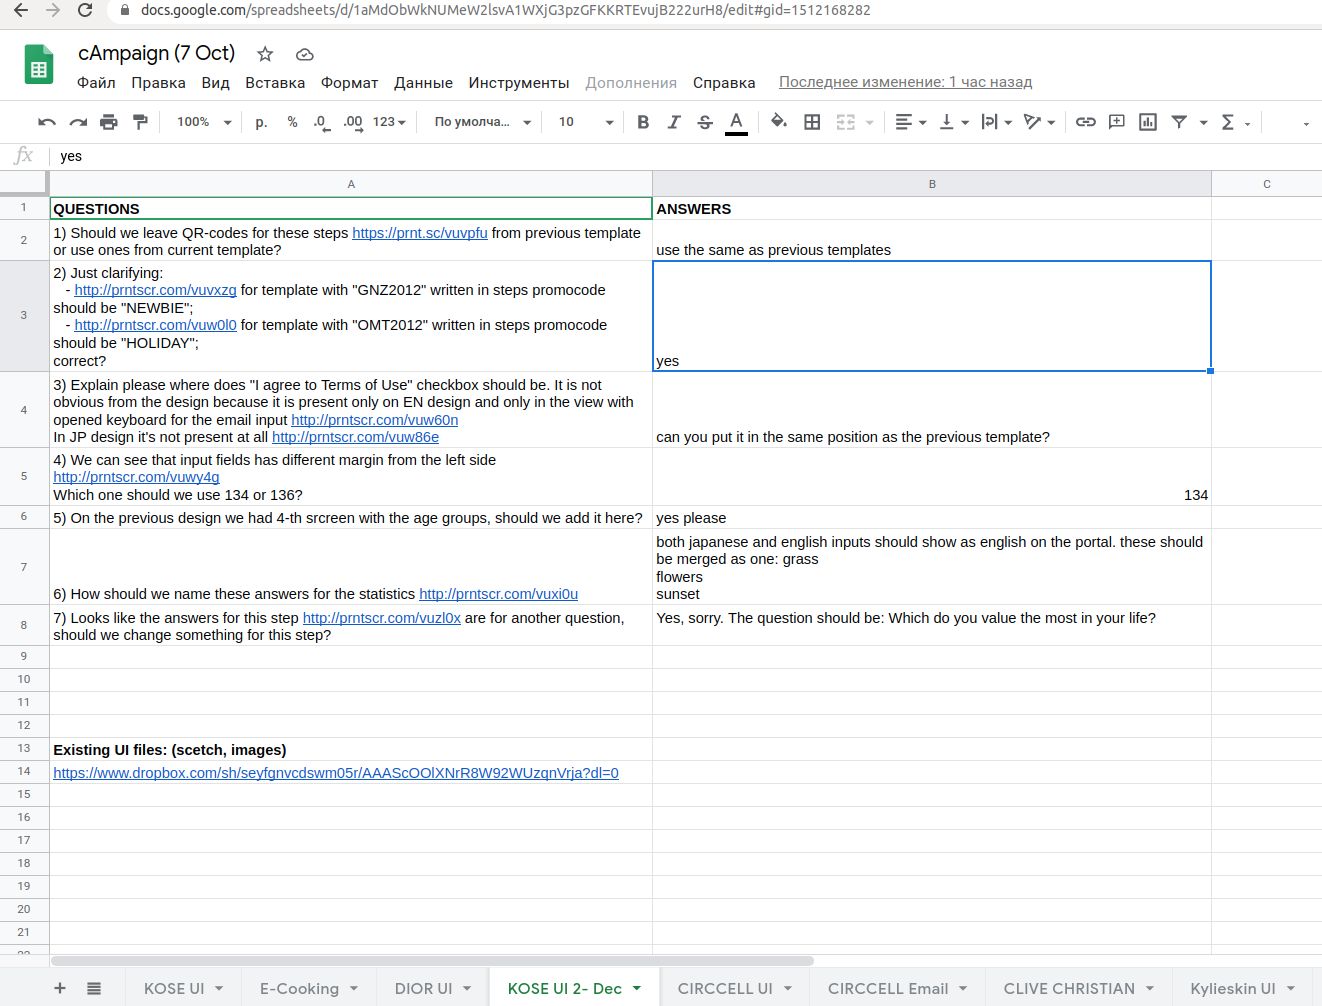 docs.google.com/spreadsheets/d/1aMdObWkNUMeW2lsvA1WXjG3pzGFKKRTEvujB222urH8/edit#gid=1512168282
cAmpaign (7 Oct)
Файл Правка Вид Вставка Формат Данные Инструменты Дополнения Справка Последнее изменение: 1 час назад
100% р. % .0 .00 123 По умолча... 10 B I S A Σ
fx yes
A B C
1 QUESTIONS ANSWERS
2 1) Should we leave QR-codes for these steps https://prnt.sc/vuvpfu from previous template
or use ones from current template? use the same as previous templates
3 2) Just clarifying:
- http://prntscr.com/vuvxzg for template with "GNZ2012" written in steps promocode
should be "NEWBIE";
- http://prntscr.com/vuw0l0 for template with "OMT2012" written in steps promocode
should be "HOLIDAY";
correct? yes
4 3) Explain please where does "I agree to Terms of Use" checkbox should be. It is not
obvious from the design because it is present only on EN design and only in the view with
opened keyboard for the email input http://prntscr.com/vuw60n
In JP design it's not present at all http://prntscr.com/vuw86e can you put it in the same position as the previous template?
5 4) We can see that input fields has different margin from the left side
http://prntscr.com/vuwy4g
Which one should we use 134 or 136? 134
6 5) On the previous design we had 4-th srcreen with the age groups, should we add it here? yes please
7 both japanese and english inputs should show as english on the portal. these should
be merged as one: grass
flowers
6) How should we name these answers for the statistics http://prntscr.com/vuxi0u sunset
8 7) Looks like the answers for this step http://prntscr.com/vuzl0x are for another question, Yes, sorry. The question should be: Which do you value the most in your life?
should we change something for this step?
9
10
11
12
13 Existing UI files: (scetch, images)
14 https://www.dropbox.com/sh/seyfgnvcdswm05r/AAAScOOlXNrR8W92WUzqnVrja?dl=0
15
16
17
18
19
20
21
22
+ KOSE UI E-Cooking DIOR UI KOSE UI 2- Dec CIRCCELL UI CIRCCELL Email CLIVE CHRISTIAN Kylieskin UI